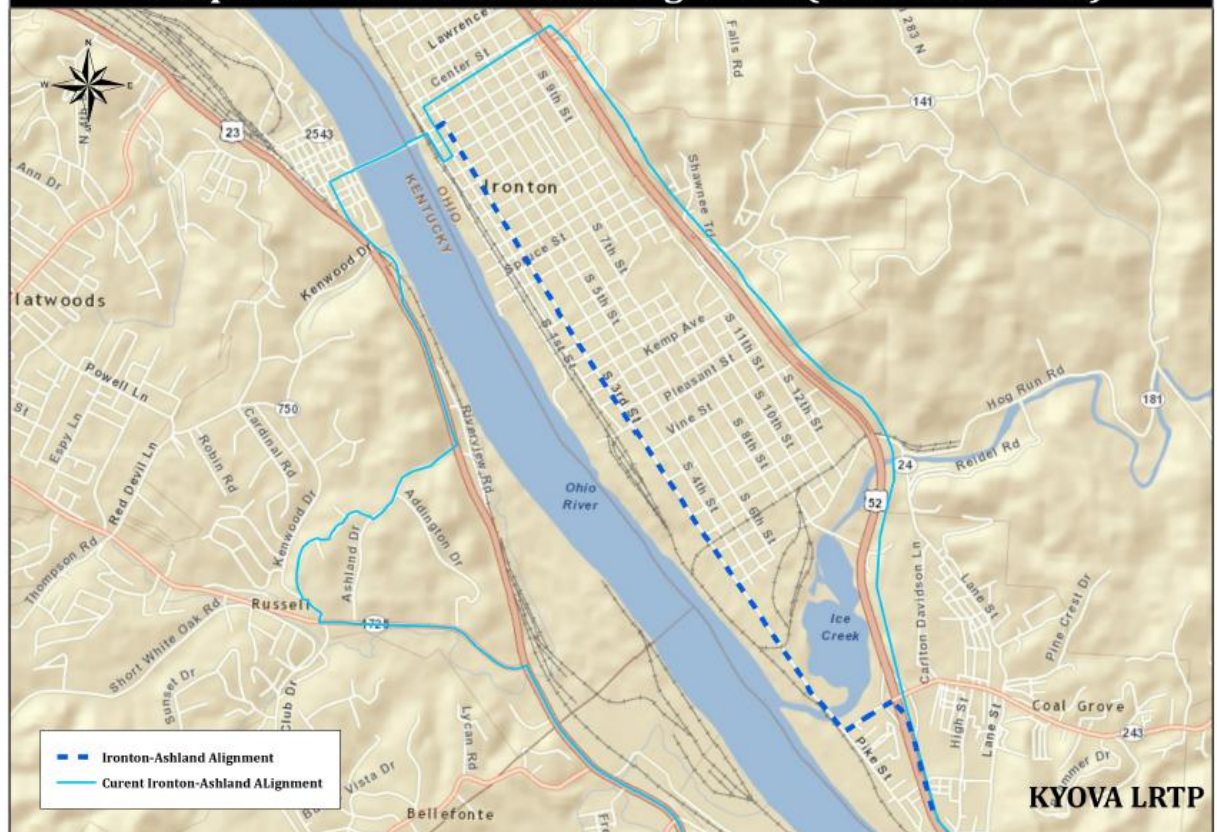 N
W
E
S
N 4th
23
2543
Lawrence
Center St
S 9th St
Falls Rd
283 N
141
Ann Dr
KENTUCKY
OHIO
Ironton
Shawnee Trl
Kenwood Dr
Spruce St
S 7th St
S 5th St
latwoods
S 1st St
Kemp Ave
S 11th St
Powell Ln
750
Cardinal Rd
S 3rd St
Pleasant St
S 12th St
Hog Run Rd
181
St
Espy Ln
Red Devil Ln
Robin Rd
Riverview Rd
Vine St
S 10th St
S 8th St
Reidel Rd
24
Ohio
River
S 4th St
S 6th St
52
Kenwood Dr
Ashland Dr
Addington Dr
Thompson Rd
Carlton Davidson Ln
Lane St
Pine Crest Dr
Russell
1725
Ice
Creek
Short White Oak Rd
Sunset Dr
Club Dr
Lycan Rd
High St
Lane St
Coal Grove
243
Pike St
Ironton-Ashland Alignment
Curent Ironton-Ashland ALignment
Vista Dr
Bellefonte
KYOVA LRTP